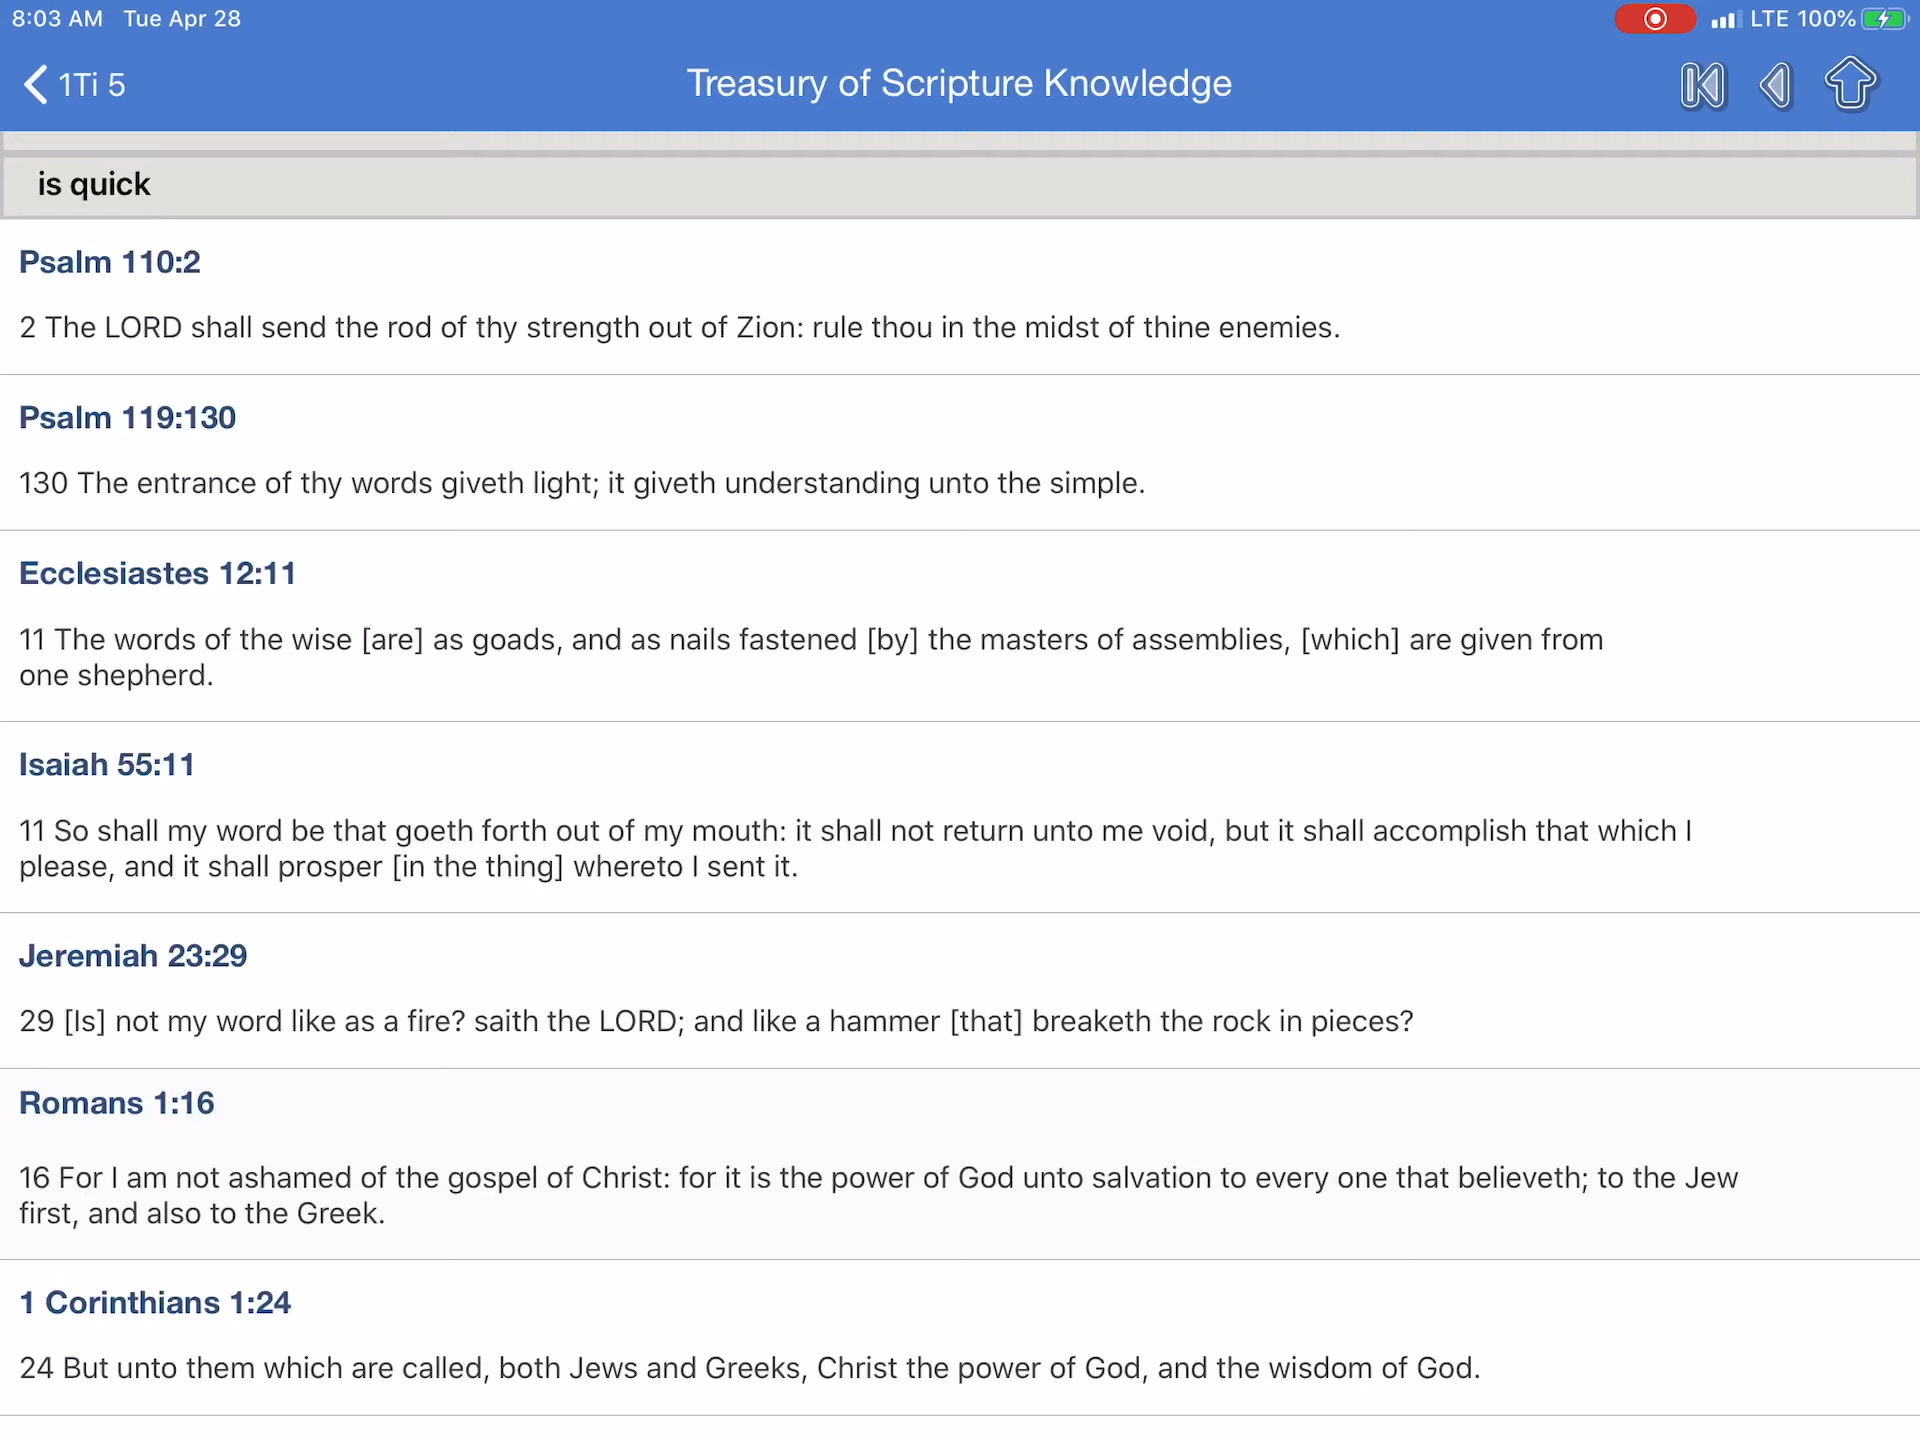 8:03 AM Tue Apr 28
LTE 100%
1Ti 5
Treasury of Scripture Knowledge
is quick
Psalm 110:2
2 The LORD shall send the rod of thy strength out of Zion: rule thou in the midst of thine enemies.
Psalm 119:130
130 The entrance of thy words giveth light; it giveth understanding unto the simple.
Ecclesiastes 12:11
11 The words of the wise [are] as goads, and as nails fastened [by] the masters of assemblies, [which] are given from
one shepherd.
Isaiah 55:11
11 So shall my word be that goeth forth out of my mouth: it shall not return unto me void, but it shall accomplish that which I
please, and it shall prosper [in the thing] whereto I sent it.
Jeremiah 23:29
29 [Is] not my word like as a fire? saith the LORD; and like a hammer [that] breaketh the rock in pieces?
Romans 1:16
16 For I am not ashamed of the gospel of Christ: for it is the power of God unto salvation to every one that believeth; to the Jew
first, and also to the Greek.
1 Corinthians 1:24
24 But unto them which are called, both Jews and Greeks, Christ the power of God, and the wisdom of God.